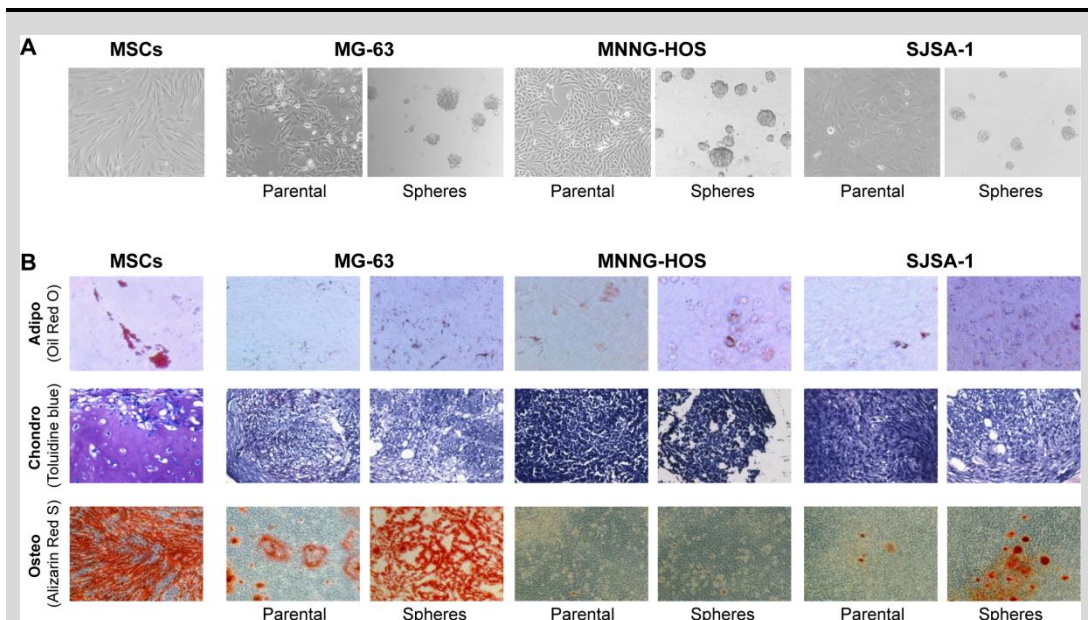 A
MSCs MG-63 MNNG-HOS SJSA-1
Parental Spheres Parental Spheres Parental Spheres
B
MSCs MG-63 MNNG-HOS SJSA-1
Adipo
(Oil Red O)
Chondro
(Toluidine blue)
Osteo
(Alizarin Red S)
Parental Spheres Parental Spheres Parental Spheres